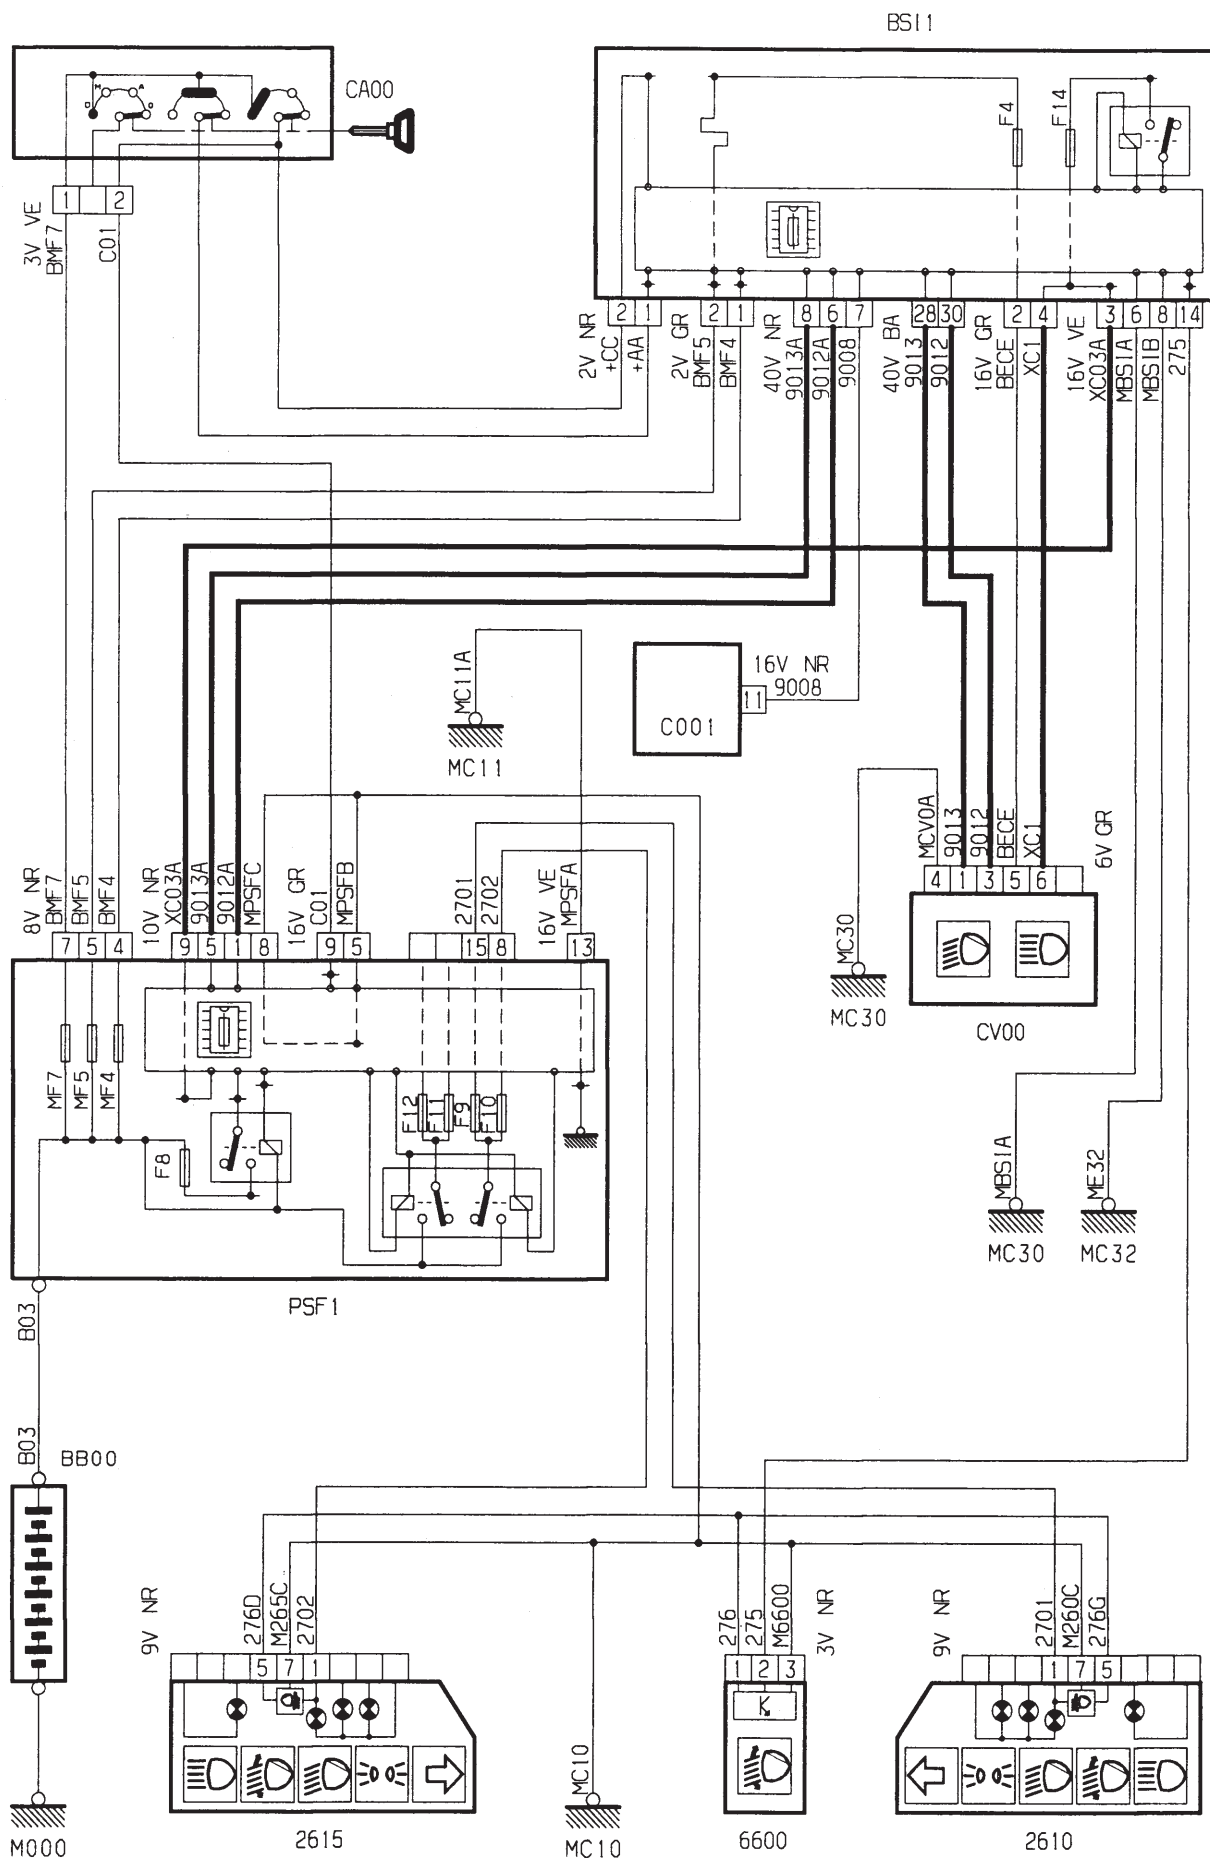 BSI1
CA00
M A
D D
F4
F14
1 2
3V VE
BMF7
C01
2 1 2 1 8 6 7 28 30 2 4 3 6 8 14
2V NR
+CC
+AA
2V GR
BMF5
BMF4
40V NR
9013A
9012A
9008
40V BA
9013
9012
16V GR
BECE
XC1
16V VE
XC03A
MBSIA
MBSIB
275
MC11A
MC11
16V NR
9008
11
C001
MCV0A
9013
9012
BECE
XC1
6V GR
4 1 3 5 6
MC30
MC30
CV00
8V NR
BMF7
BMF5
BMF4
10V NR
XC03A
9013A
9012A
MPSFC
16V GR
C01
MPSFB
2701
2702
16V VE
MPSFA
7 5 4 9 5 1 8 9 5 15 8 13
MF7
MF5
MF4
F8
F12
F11
F9
F10
PSF1
MBSIA
MC30
ME32
MC32
B03
B03
BB00
M000
9V NR
276D
M265C
2702
5 7 1
2615
MC10
MC10
276
275
M6600
3V NR
1 2 3
K
6600
9V NR
2701
M260C
276G
1 7 5
2610